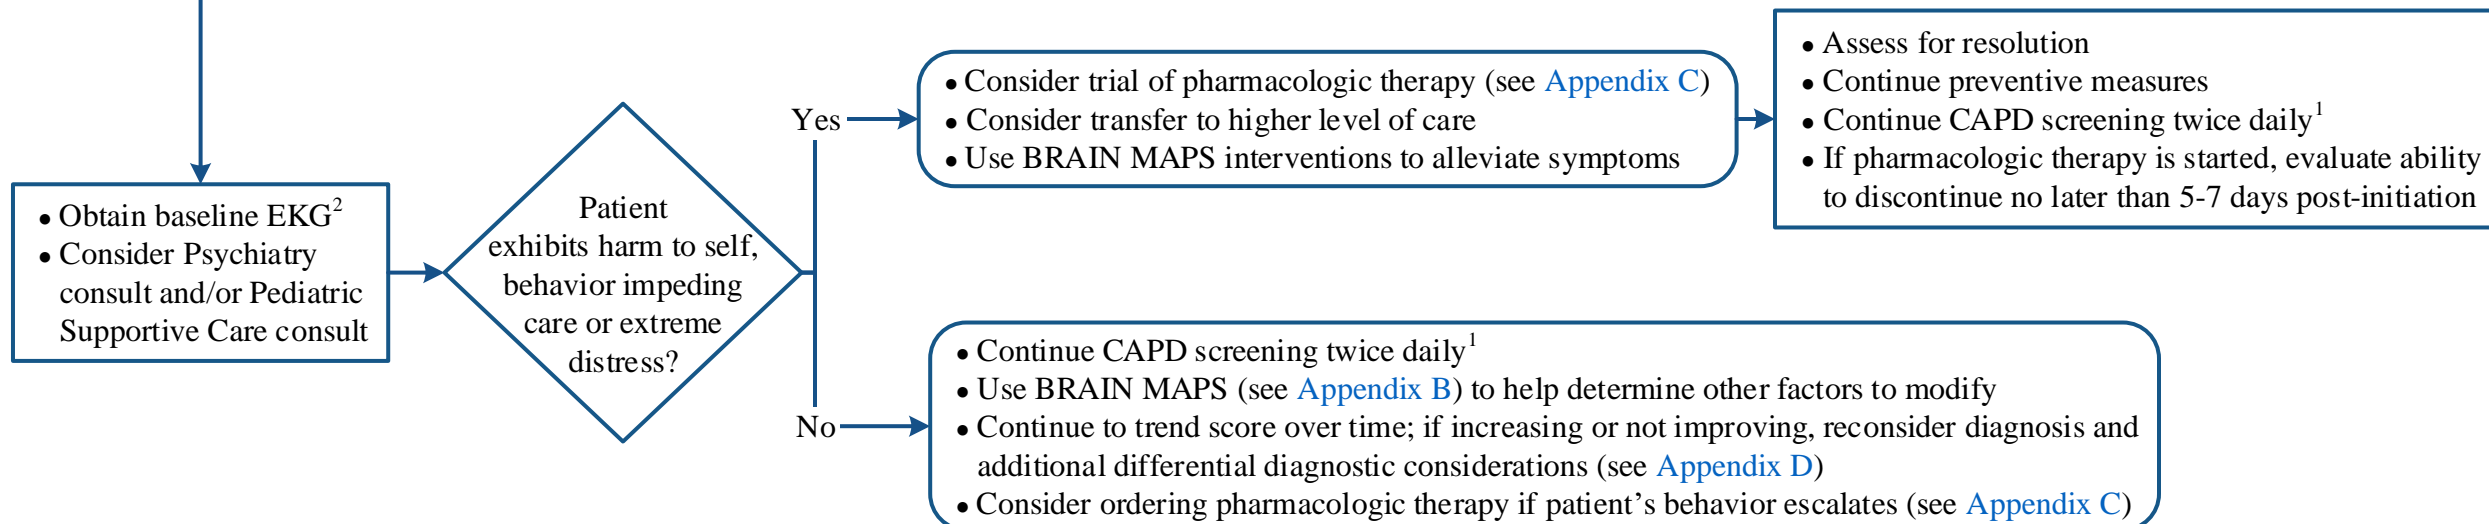 • Obtain baseline EKG²
• Consider Psychiatry
consult and/or Pediatric
Supportive Care consult
Patient
exhibits harm to self,
behavior impeding
care or extreme
distress?
Yes
• Consider trial of pharmacologic therapy (see Appendix C)
• Consider transfer to higher level of care
• Use BRAIN MAPS interventions to alleviate symptoms
• Assess for resolution
• Continue preventive measures
• Continue CAPD screening twice daily¹
• If pharmacologic therapy is started, evaluate ability
to discontinue no later than 5-7 days post-initiation
No
• Continue CAPD screening twice daily¹
• Use BRAIN MAPS (see Appendix B) to help determine other factors to modify
• Continue to trend score over time; if increasing or not improving, reconsider diagnosis and
additional differential diagnostic considerations (see Appendix D)
• Consider ordering pharmacologic therapy if patient’s behavior escalates (see Appendix C)